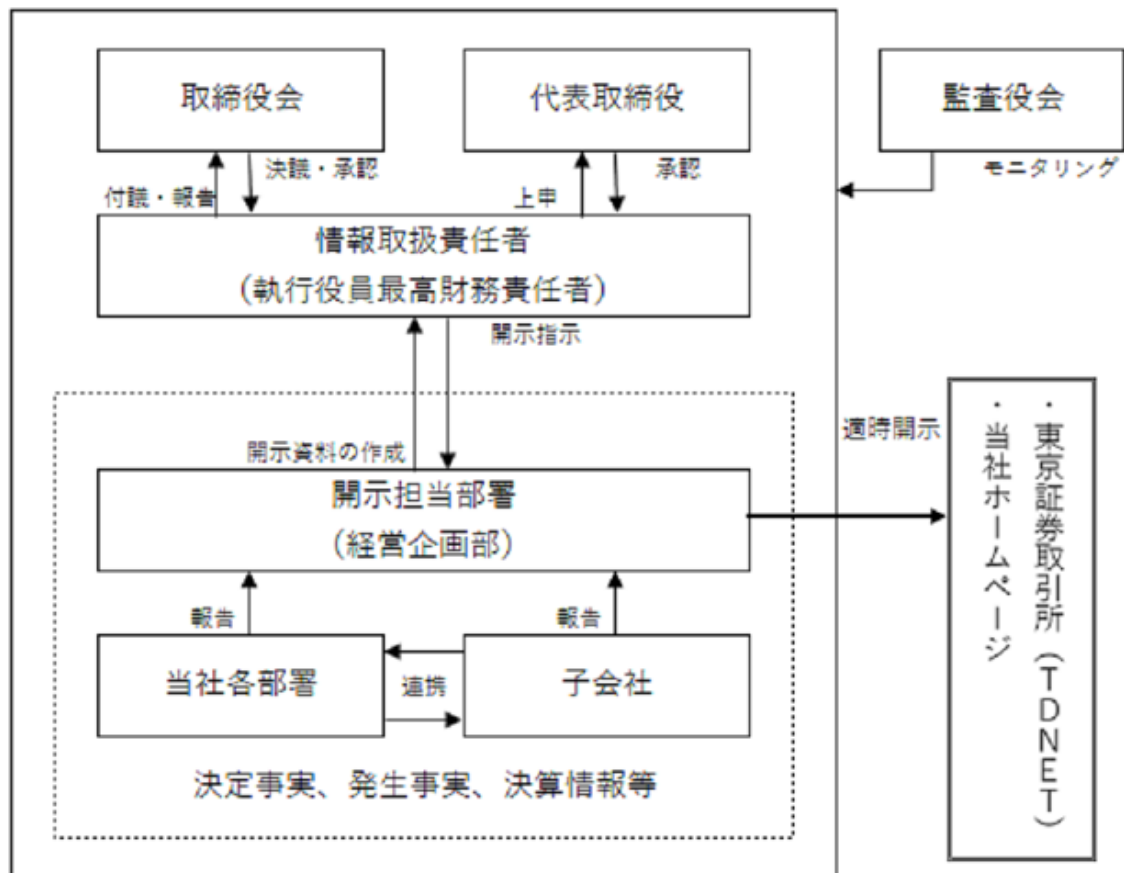 取締役会
代表取締役
監査役会
決議・承認
付議・報告
承認
上申
モニタリング
情報取扱責任者
(執行役員最高財務責任者)
開示指示
開示資料の作成
開示担当部署
(経営企画部)
適時開示
・東京証券取引所(TDNET)
・当社ホームページ
報告
報告
当社各部署
連携
子会社
決定事実、発生事実、決算情報等